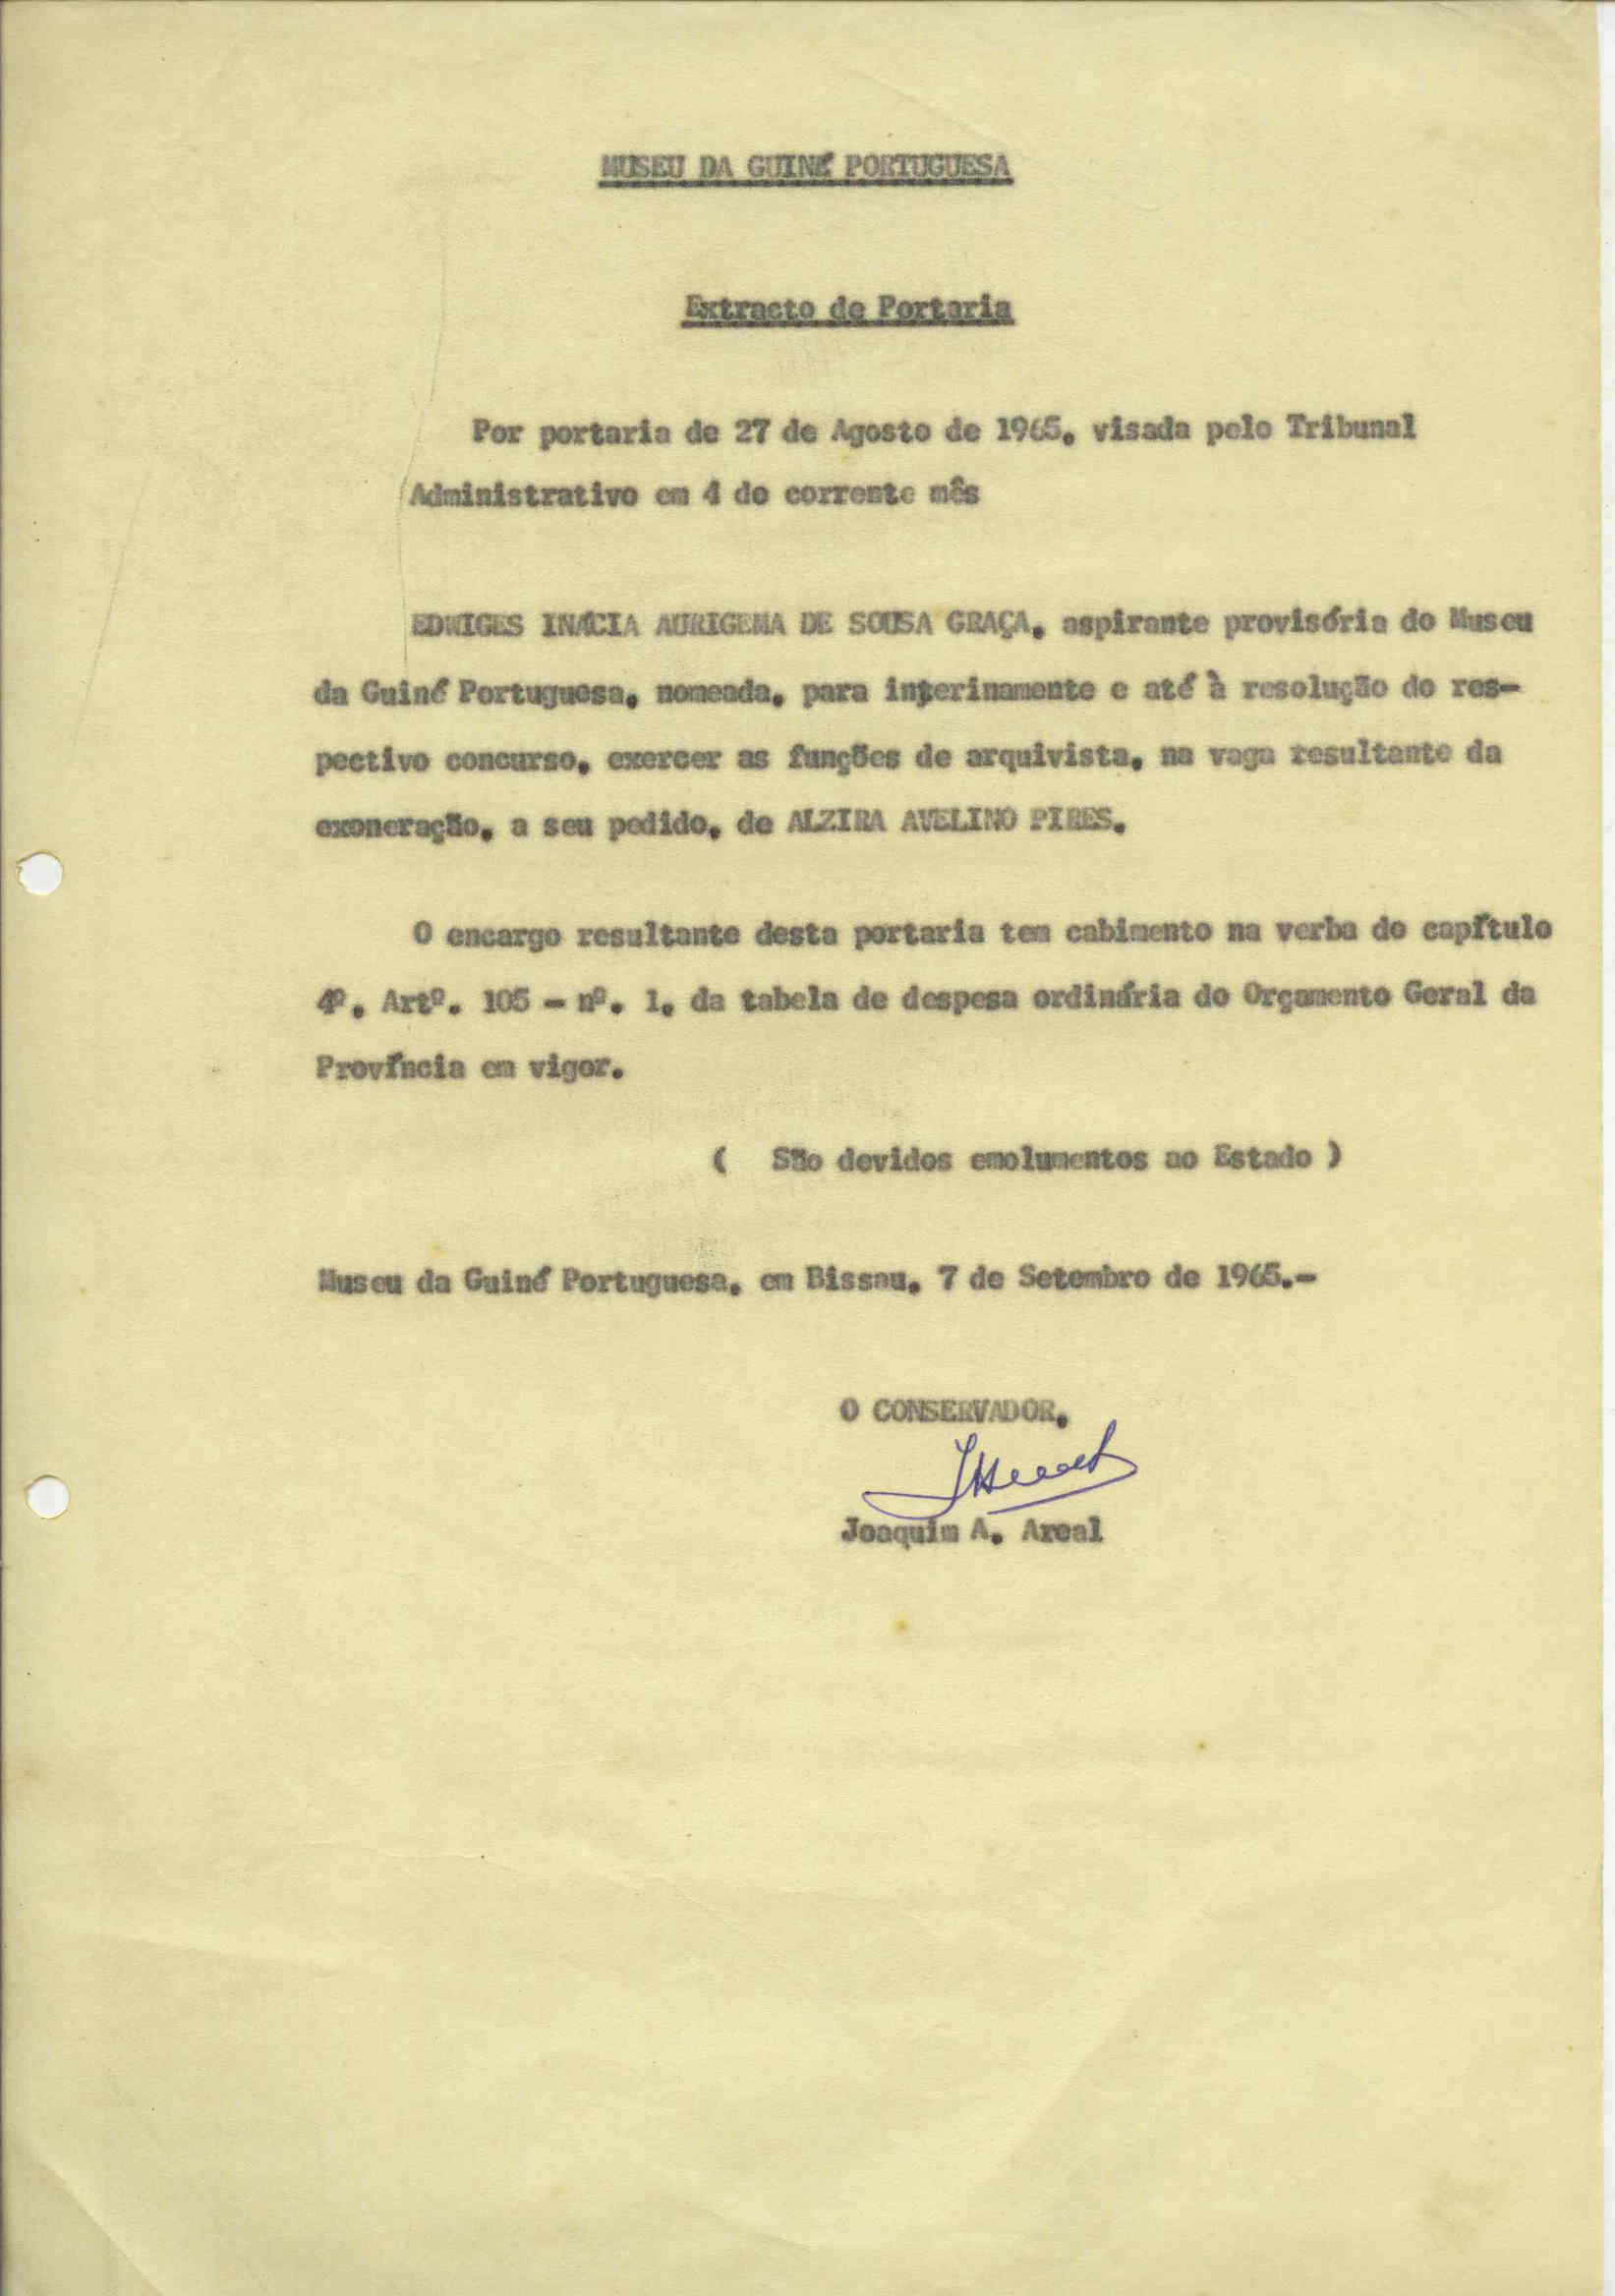 MUSEU DA GUINÉ PORTUGUESA
Extracto de Portaria
Por portaria de 27 de Agosto de 1965, visada pelo Tribunal
Administrativo em 4 do corrente mês
EDWIGES INÁCIA AURIGEMA DE SOUSA GRAÇA, aspirante provisória do Museu
da Guiné Portuguesa, nomeada, para interinamente e até à resolução do res-
pectivo concurso, exercer as funções de arquivista, na vaga resultante da
exoneração, a seu pedido, de ALZIRA AVELINO PIRES.
O encargo resultante desta portaria tem cabimento na verba do capítulo
4º, Artº. 105 - nº. 1, da tabela de despesa ordinária do Orçamento Geral da
Província em vigor.
( São devidos emolumentos ao Estado )
Museu da Guiné Portuguesa, em Bissau, 7 de Setembro de 1965.-
O CONSERVADOR,
Joaquim A. Areal